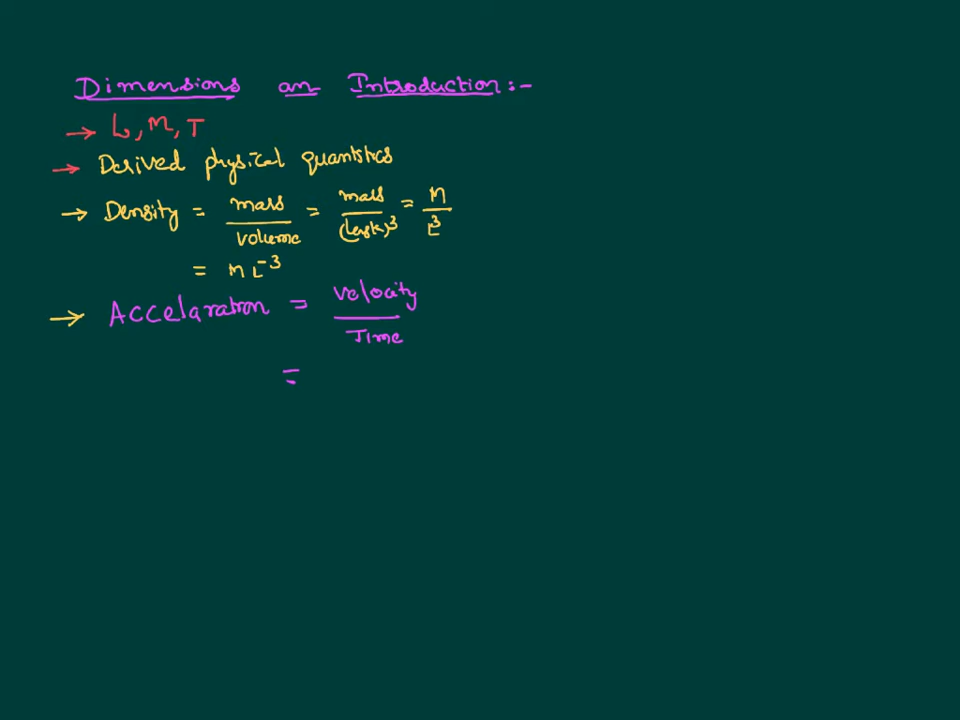 Dimensions an Introduction :-
→ L, M, T
→ Derived physical quantities
→ Density = mass/volume = mass/(length)³ = M/L³
= M L⁻³
→ Accelaration = Velocity/Time
=